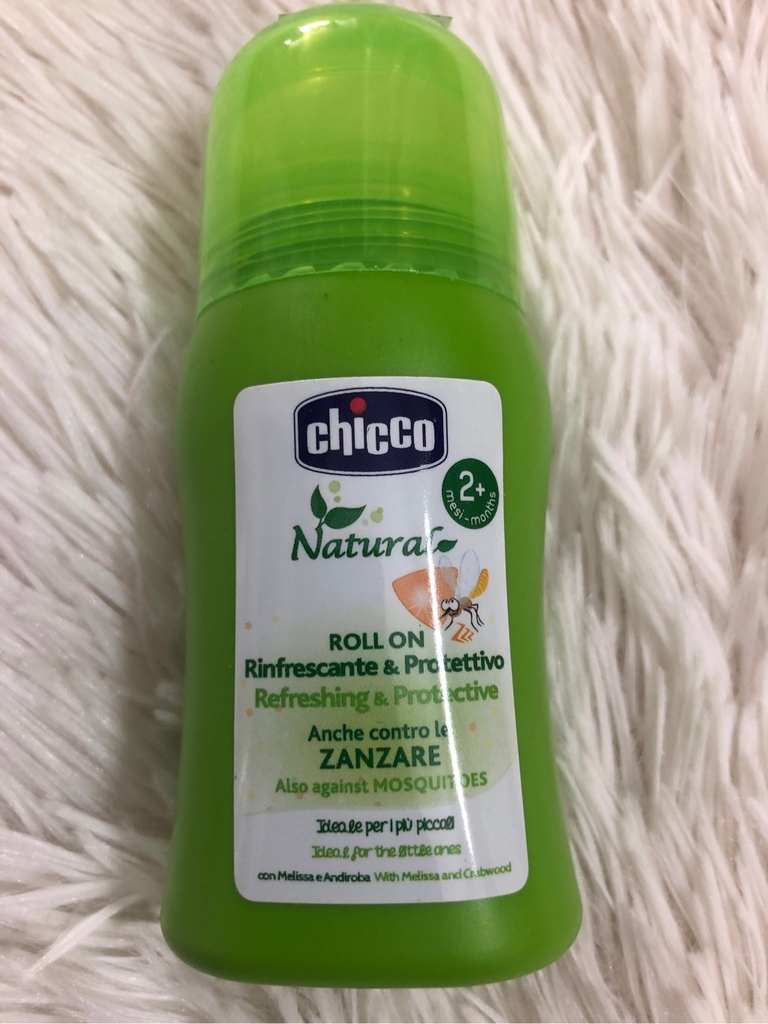 chicco
2+
mesi-months
Natural
ZZZ
ROLL ON
Rinfrescante & Protettivo
Refreshing & Protective
Anche contro le
ZANZARE
Also against MOSQUITOES
Ideale per i più piccoli
Ideal for the little ones
con Melissa e Andiroba With Melissa and Crabwood